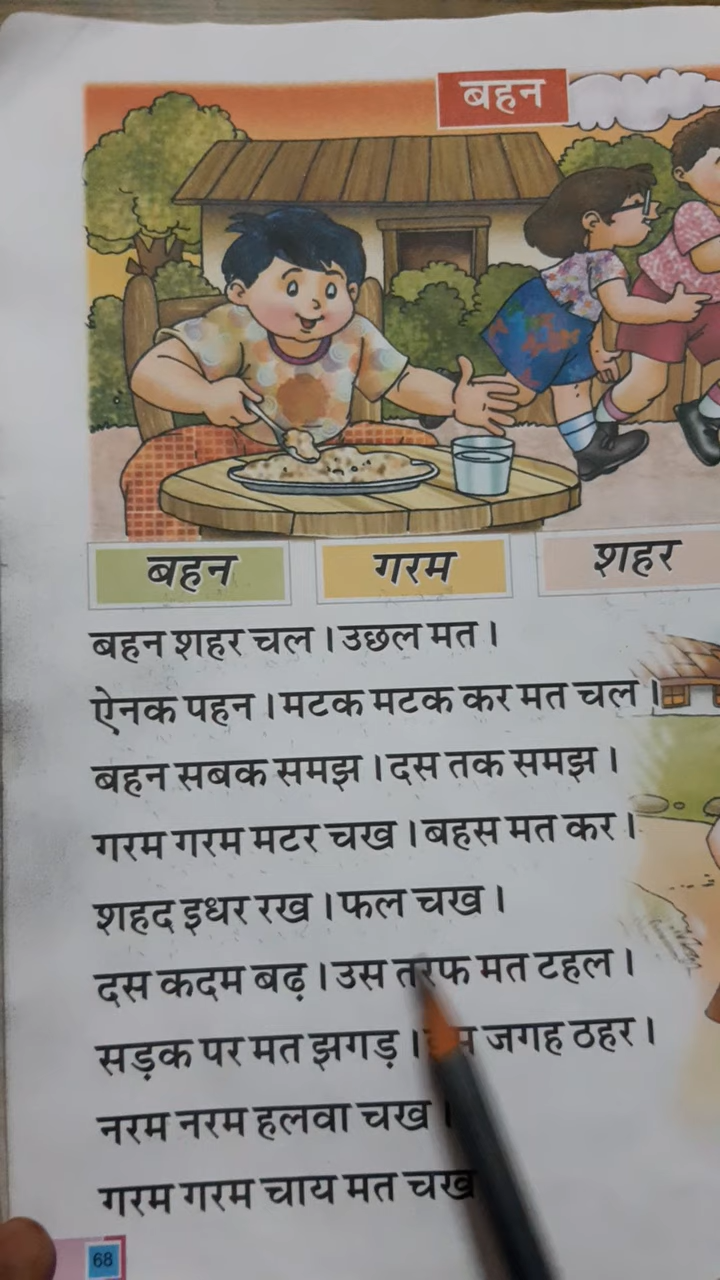 बहन
बहन गरम शहर
बहन शहर चल। उछल मत।
ऐनक पहन। मटक मटक कर मत चल।
बहन सबक समझ। दस तक समझ।
गरम गरम मटर चख। बहस मत कर।
शहद इधर रख। फल चख।
दस कदम बढ़। उस तरफ मत टहल।
सड़क पर मत झगड़। जगह ठहर।
नरम नरम हलवा चख।
गरम गरम चाय मत चख
68